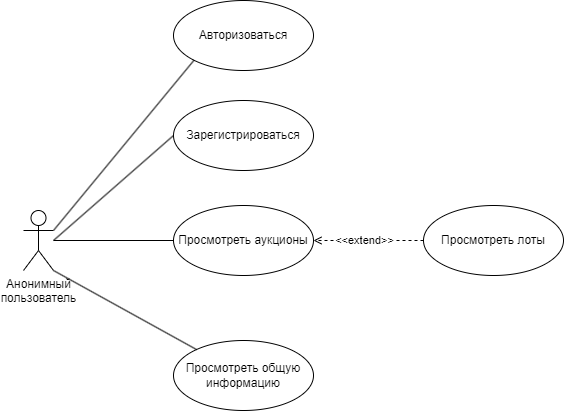 Авторизоваться
Зарегистрироваться
Просмотреть аукционы
<<extend>>
Просмотреть лоты
Анонимный
пользователь
Просмотреть общую
информацию